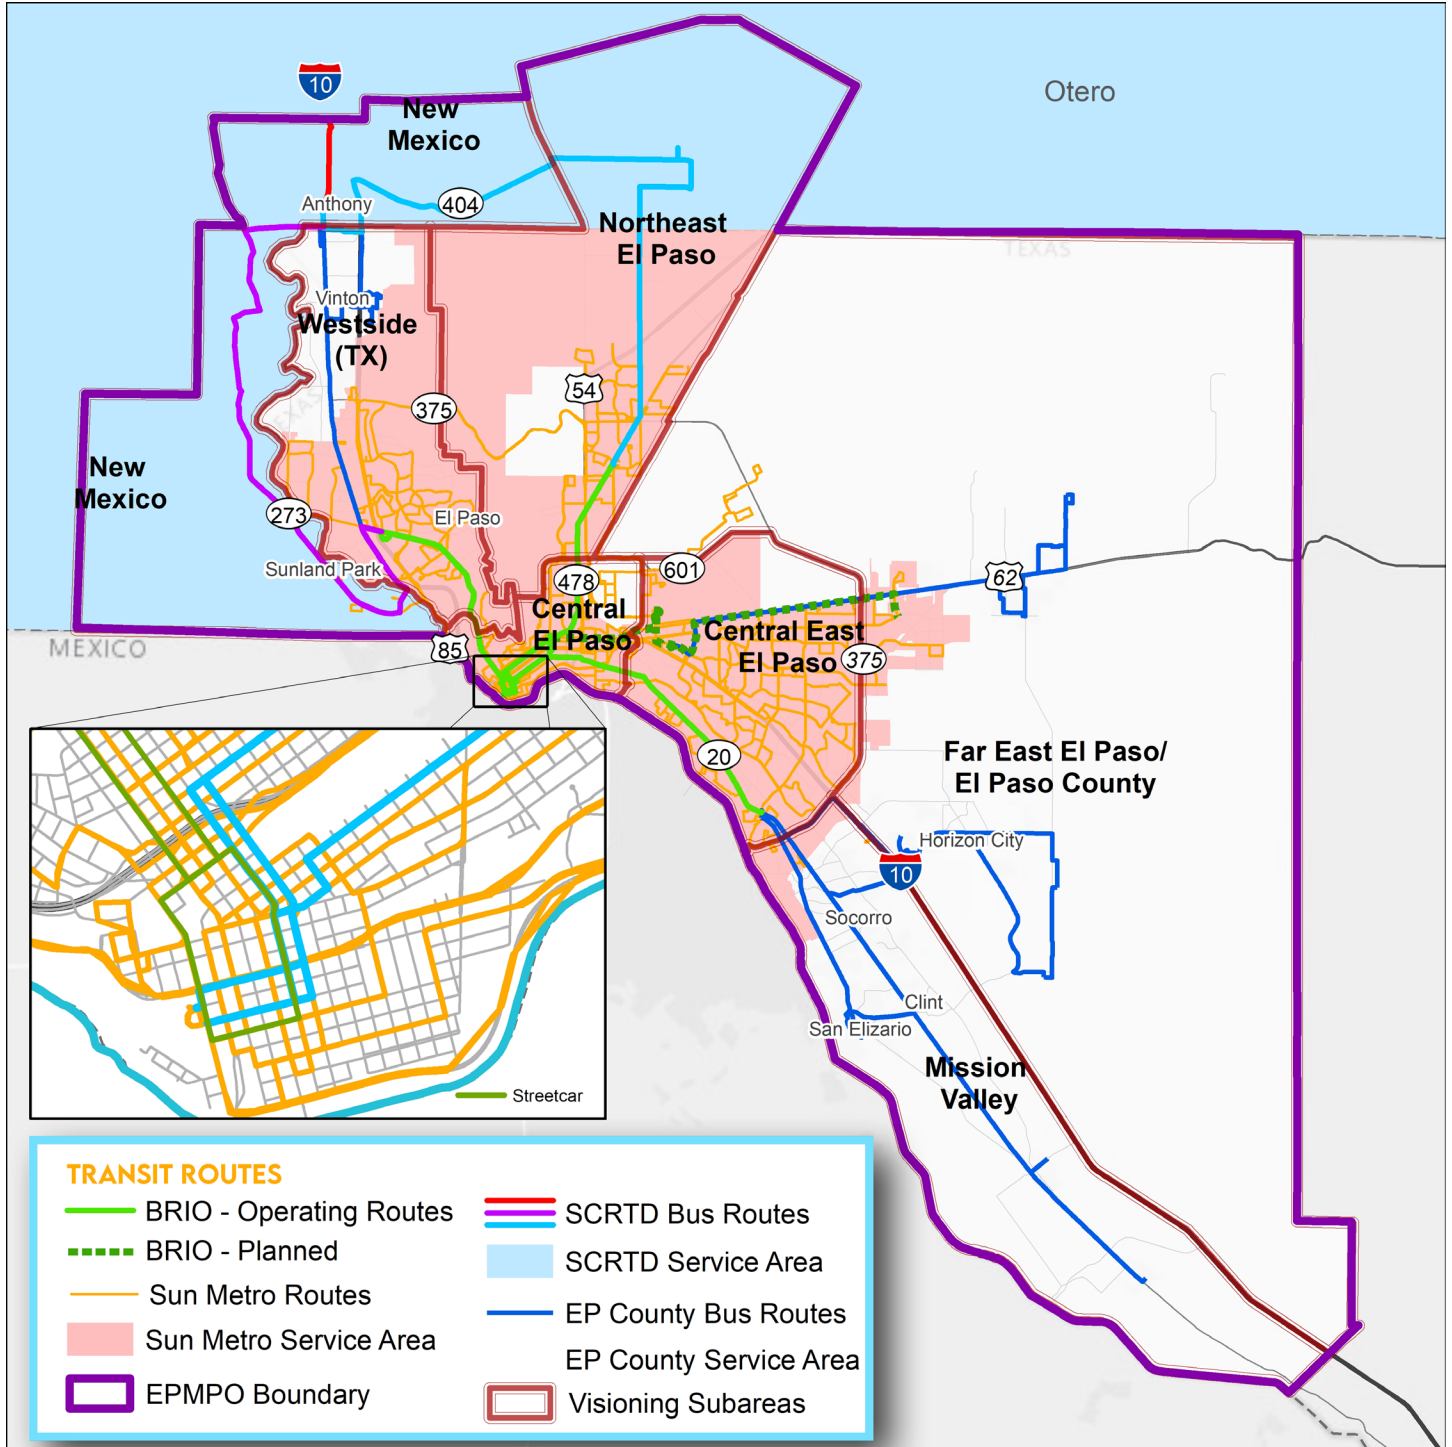 Otero
10
New
Mexico
Anthony
404
Northeast
El Paso
TEXAS
Vinton
Westside
(TX)
54
375
TEXAS
New
Mexico
273
El Paso
Sunland Park
478
601
62
Central
El Paso
Central East
El Paso
375
MEXICO
85
20
Far East El Paso/
El Paso County
Horizon City
10
Socorro
Clint
San Elizario
Mission
Valley
Streetcar
TRANSIT ROUTES
BRIO - Operating Routes
BRIO - Planned
Sun Metro Routes
Sun Metro Service Area
EPMPO Boundary
SCRTD Bus Routes
SCRTD Service Area
EP County Bus Routes
EP County Service Area
Visioning Subareas